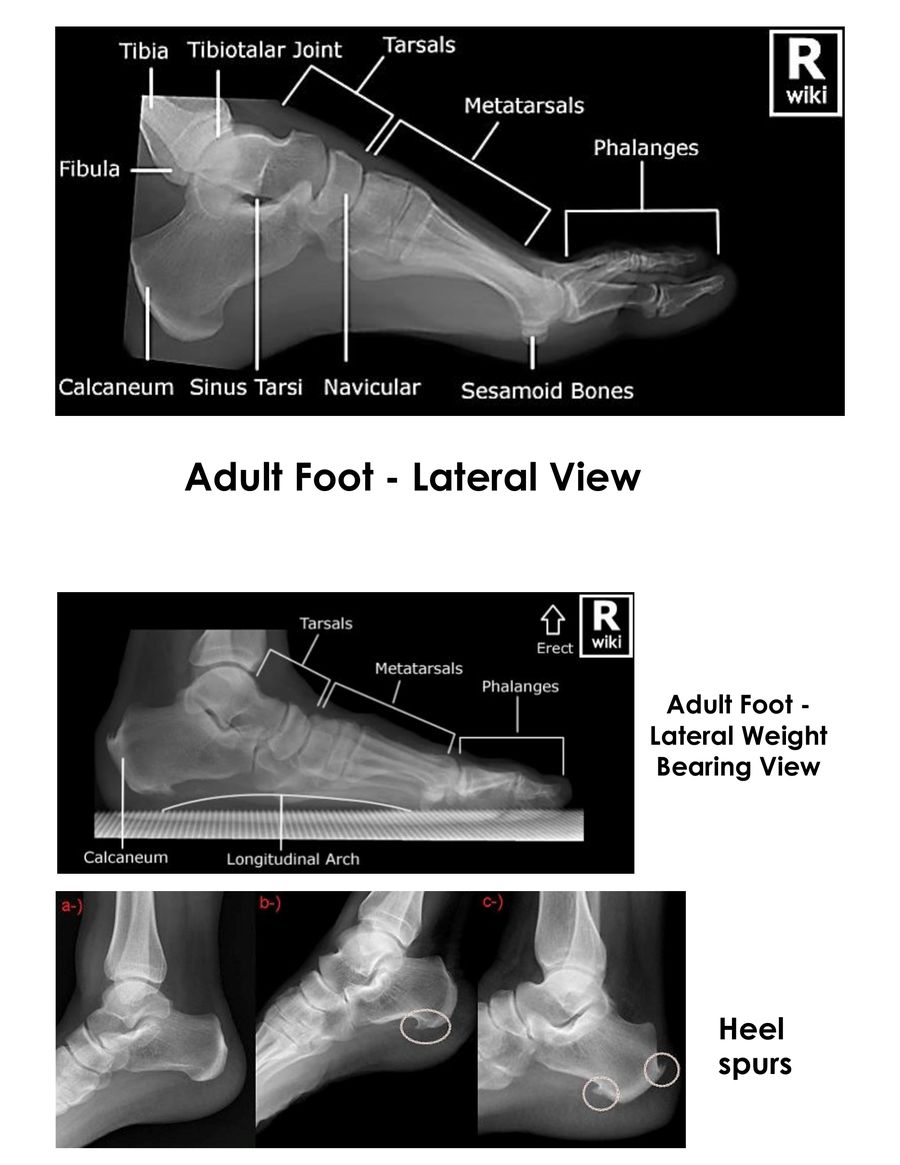 Tibia Tibiotalar Joint Tarsals
R
wiki
Metatarsals
Phalanges
Fibula
Calcaneum Sinus Tarsi Navicular Sesamoid Bones
Adult Foot - Lateral View
Tarsals
R
wiki
Erect
Metatarsals
Phalanges
Calcaneum Longitudinal Arch
Adult Foot -
Lateral Weight
Bearing View
a-) b-) c-)
Heel
spurs